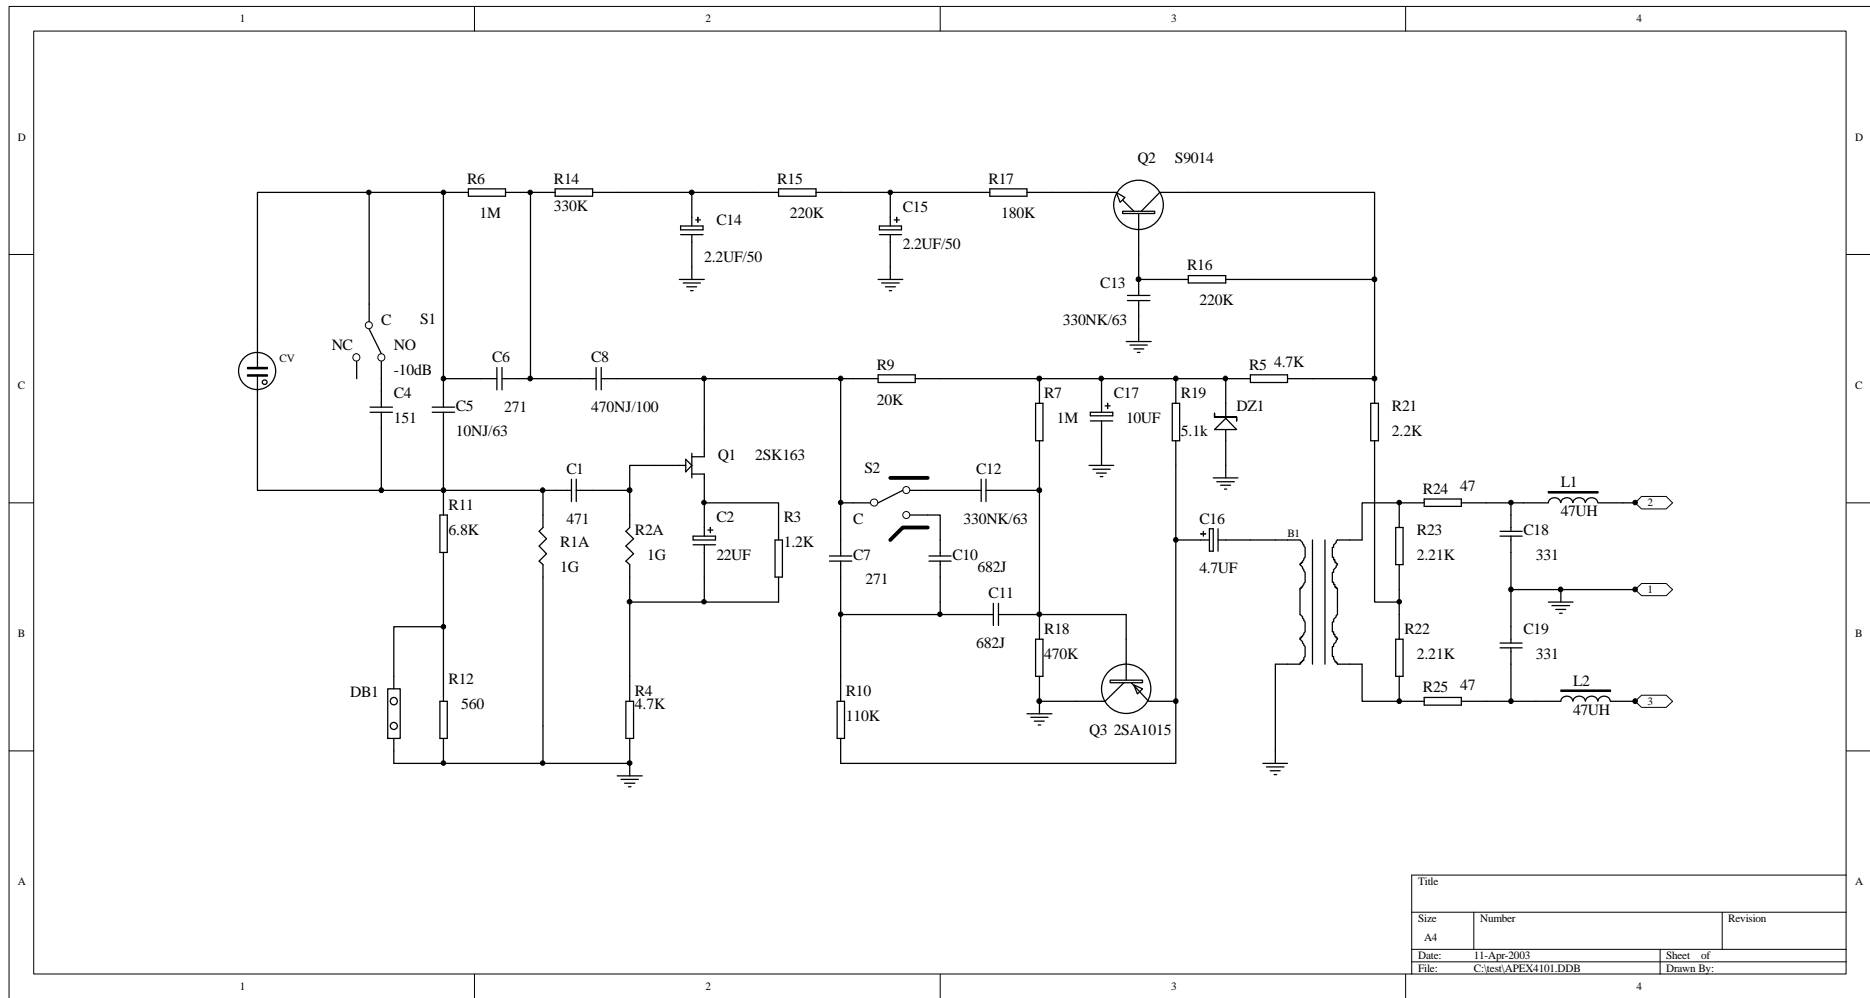 1 2 3 4
D D
Q2 S9014
R6 R14 R15 R17
1M 330K 220K 180K
C14 C15
2.2UF/50 2.2UF/50
R16
C13 220K
330NK/63
C S1
NC NO
-10dB
CV
C6 C8 R9 R5 4.7K
C C
271 470NJ/100 20K
C4 151
C5 10NJ/63
R7 1M
C17 10UF
R19 5.1k
DZ1
R21 2.2K
Q1 2SK163
C1 471
S2
C
C12 330NK/63
R24 47
L1 47UH
2
R11 6.8K
R1A 1G
R2A 1G
C2 22UF
R3 1.2K
C7 271
C10 682J
C16 4.7UF
B1
R23 2.21K
C18 331
1
C11 682J
B B
R18 470K
R22 2.21K
C19 331
DB1
R12 560
R4 4.7K
R10 110K
Q3 2SA1015
R25 47
L2 47UH
3
A A
Title
Size Number Revision
A4
Date: 11-Apr-2003 Sheet of
File: C:\test\APEX4101.DDB Drawn By:
1 2 3 4